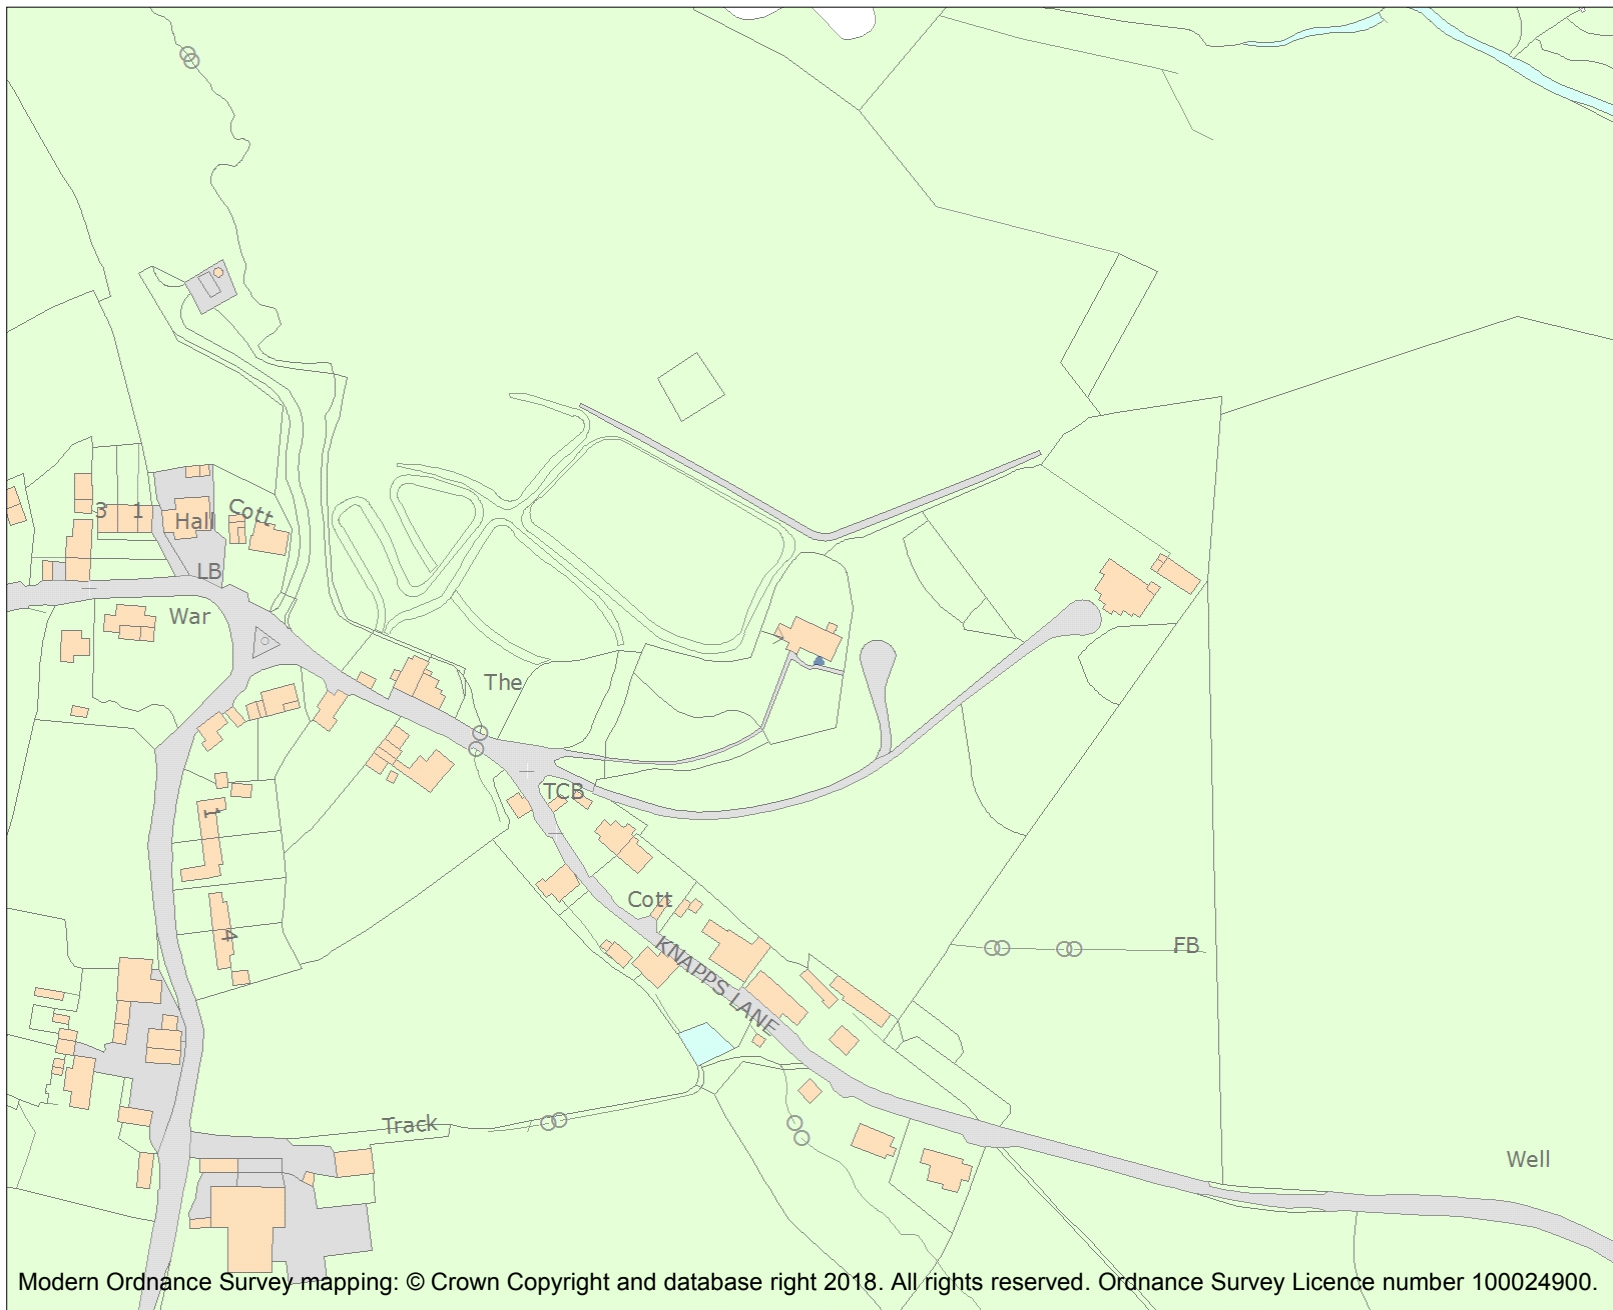 3
1
Hall
Cott
LB
War
The
TCB
1
Cott
4
KNAPPS LANE
FB
Track
Well
Modern Ordnance Survey mapping: © Crown Copyright and database right 2018. All rights reserved. Ordnance Survey Licence number 100024900.